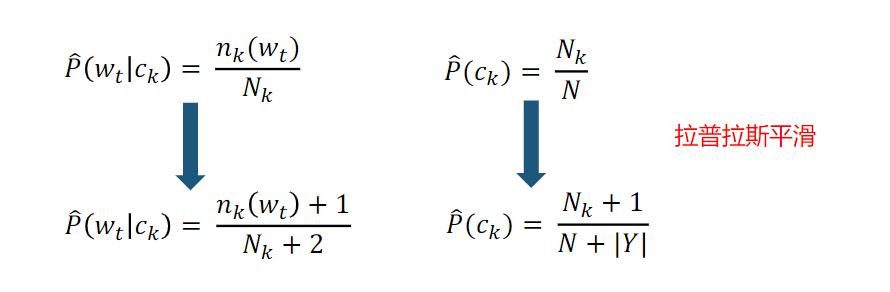 P̂(w_t|c_k) = n_k(w_t) / N_k
P̂(c_k) = N_k / N
拉普拉斯平滑
P̂(w_t|c_k) = (n_k(w_t) + 1) / (N_k + 2)
P̂(c_k) = (N_k + 1) / (N + |Y|)